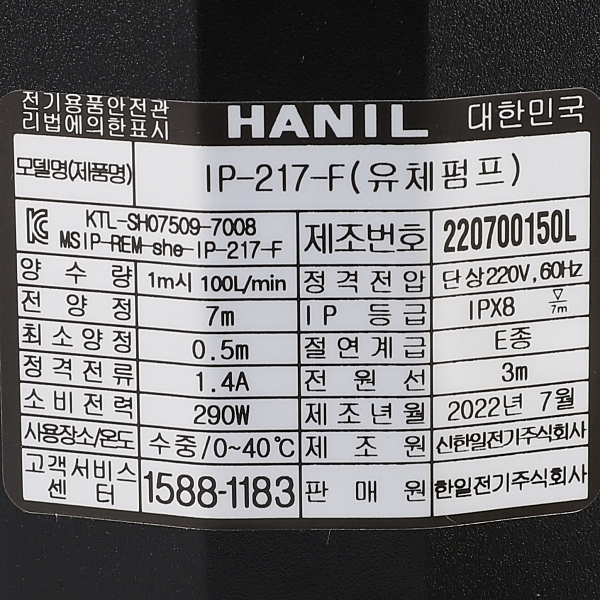 전기용품안전관
리법에의한표시
HANIL
대한민국
모델명(제품명) IP-217-F(유체펌프)
KTL-SH07509-7008
MSIP-REM-she-IP-217-F
제조번호 220700150L
양수량 1m시 100L/min 정격전압 단상220V, 60Hz
전양정 7m IP 등급 IPX8 7m
최소양정 0.5m 절연계급 E종
정격전류 1.4A 전원선 3m
소비전력 290W 제조년월 2022년 7월
사용장소/온도 수중/0~40℃ 제조원 신한일전기주식회사
고객서비스
센터
1588-1183 판매원 한일전기주식회사